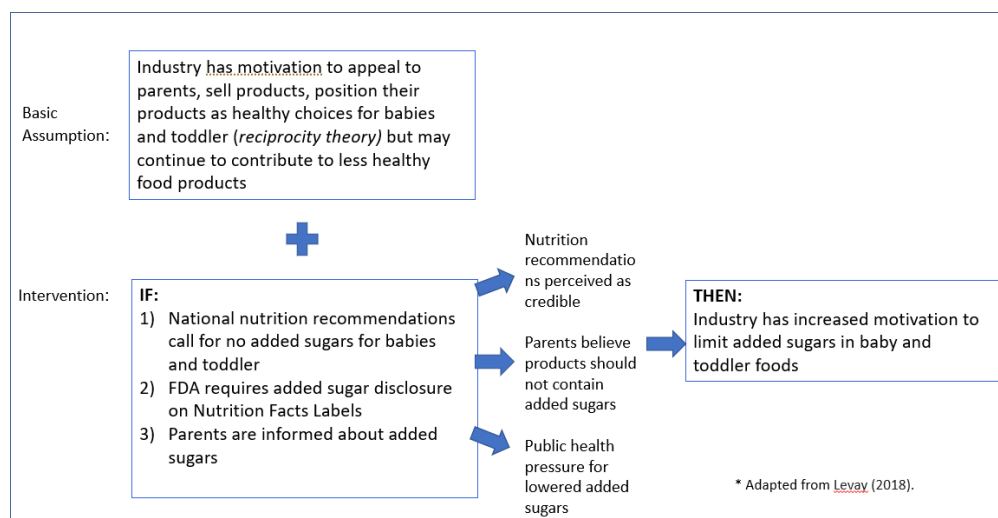 Basic
Assumption:
Industry has motivation to appeal to
parents, sell products, position their
products as healthy choices for babies
and toddler (reciprocity theory) but may
continue to contribute to less healthy
food products
Intervention:
IF:
1) National nutrition recommendations
call for no added sugars for babies
and toddler
2) FDA requires added sugar disclosure
on Nutrition Facts Labels
3) Parents are informed about added
sugars
Nutrition
recommendatio
ns perceived as
credible
Parents believe
products should
not contain
added sugars
Public health
pressure for
lowered added
sugars
THEN:
Industry has increased motivation to
limit added sugars in baby and
toddler foods
* Adapted from Levay (2018).